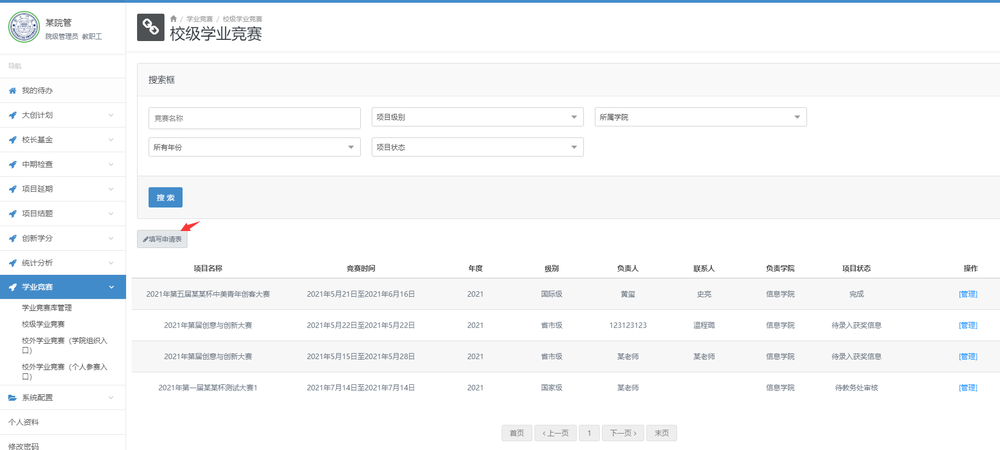 某院管
院级管理员 教职工
导航
我的待办
大创计划
校长基金
中期检查
项目延期
项目结题
创新学分
统计分析
学业竞赛
学业竞赛库管理
校级学业竞赛
校外学业竞赛（学院组织入
口）
校外学业竞赛（个人参赛入
口）
系统配置
个人资料
修改密码
/ 学业竞赛 / 校级学业竞赛
校级学业竞赛
搜索框
竞赛名称 项目级别 所属学院
所有年份 项目状态
搜 索
填写申请表
项目名称 竞赛时间 年度 级别 负责人 联系人 负责学院 项目状态 操作
2021年第五届某某杯中美青年创客大赛 2021年5月21日至2021年6月16日 2021 国际级 黄玺 史亮 信息学院 完成 [管理]
2021年第届创意与创新大赛 2021年5月22日至2021年5月22日 2021 省市级 123123123 温程璐 信息学院 待录入获奖信息 [管理]
2021年第届创意与创新大赛 2021年5月15日至2021年5月28日 2021 省市级 某老师 某老师 信息学院 待录入获奖信息 [管理]
2021年第一届某某杯测试大赛1 2021年7月14日至2021年7月14日 2021 国家级 某老师 信息学院 待教务处审核 [管理]
首页 ‹ 上一页 1 下一页 › 末页